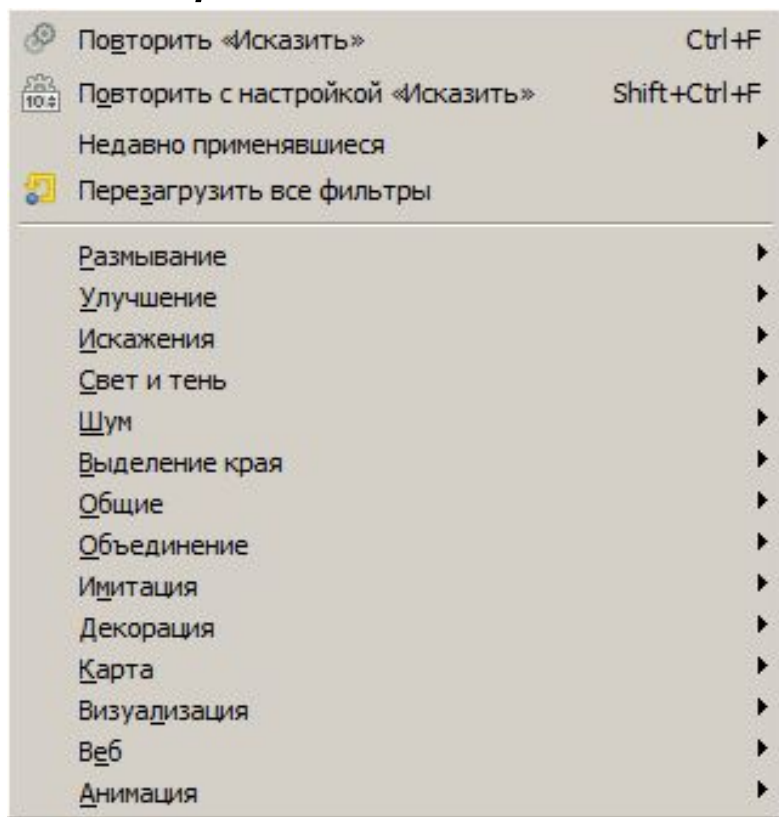 Повторить «Исказить» Ctrl+F
Повторить с настройкой «Исказить» Shift+Ctrl+F
Недавно применявшиеся
Перезагрузить все фильтры
Размывание
Улучшение
Искажения
Свет и тень
Шум
Выделение края
Общие
Объединение
Имитация
Декорация
Карта
Визуализация
Веб
Анимация